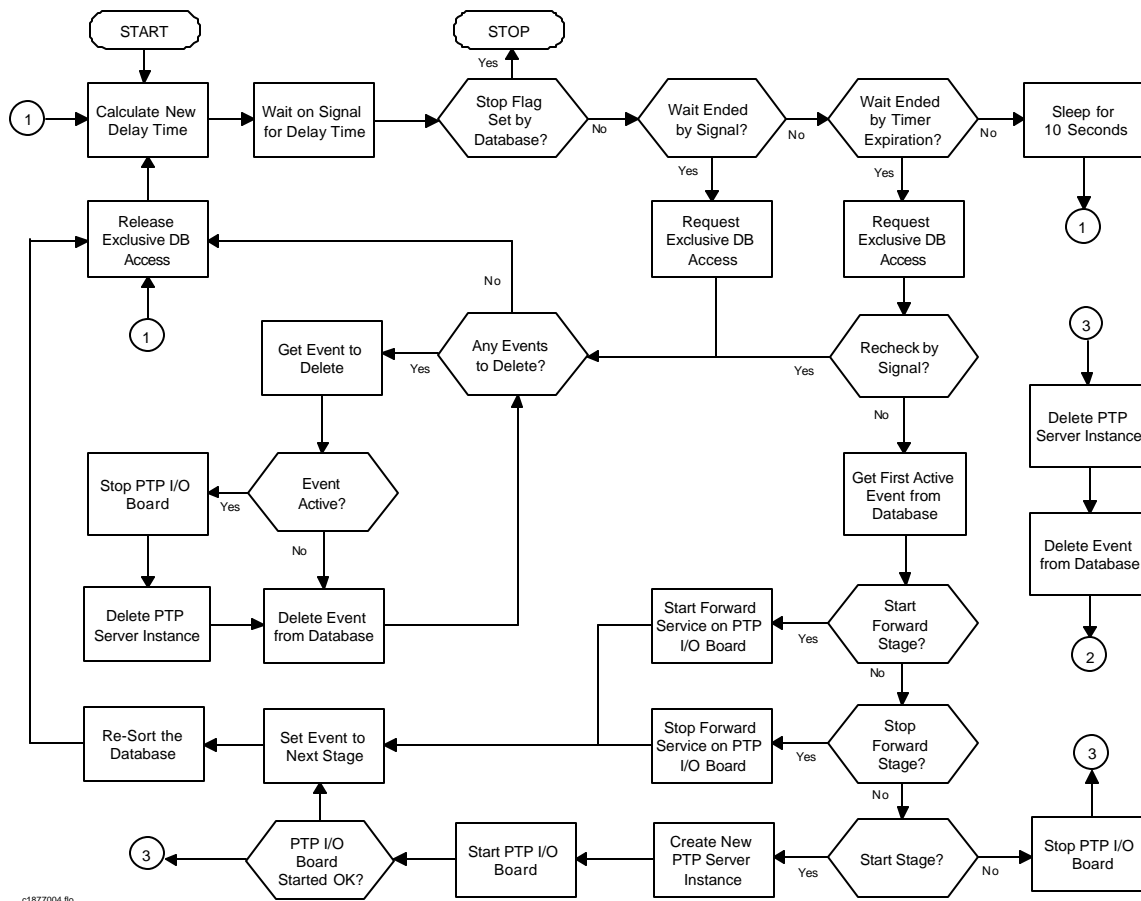 START
STOP
Yes
1
Calculate New
Delay Time
Wait on Signal
for Delay Time
Stop Flag
Set by
Database?
No
Wait Ended
by Signal?
No
Wait Ended
by Timer
Expiration?
No
Sleep for
10 Seconds
Yes
Yes
Release
Exclusive DB
Access
Request
Exclusive DB
Access
Request
Exclusive DB
Access
1
1
No
3
Get Event to
Delete
Yes
Any Events
to Delete?
Yes
Recheck by
Signal?
No
Delete PTP
Server Instance
Stop PTP I/O
Board
Yes
Event
Active?
No
Get First Active
Event from
Database
Delete Event
from Database
Delete PTP
Server Instance
Delete Event
from Database
Start Forward
Service on PTP
I/O Board
Yes
Start
Forward
Stage?
No
2
Re-Sort the
Database
Set Event to
Next Stage
Stop Forward
Service on PTP
I/O Board
Yes
Stop
Forward
Stage?
No
3
3
PTP I/O
Board
Started OK?
Start PTP I/O
Board
Create New
PTP Server
Instance
Yes
Start Stage?
No
Stop PTP I/O
Board
c1877004.flo